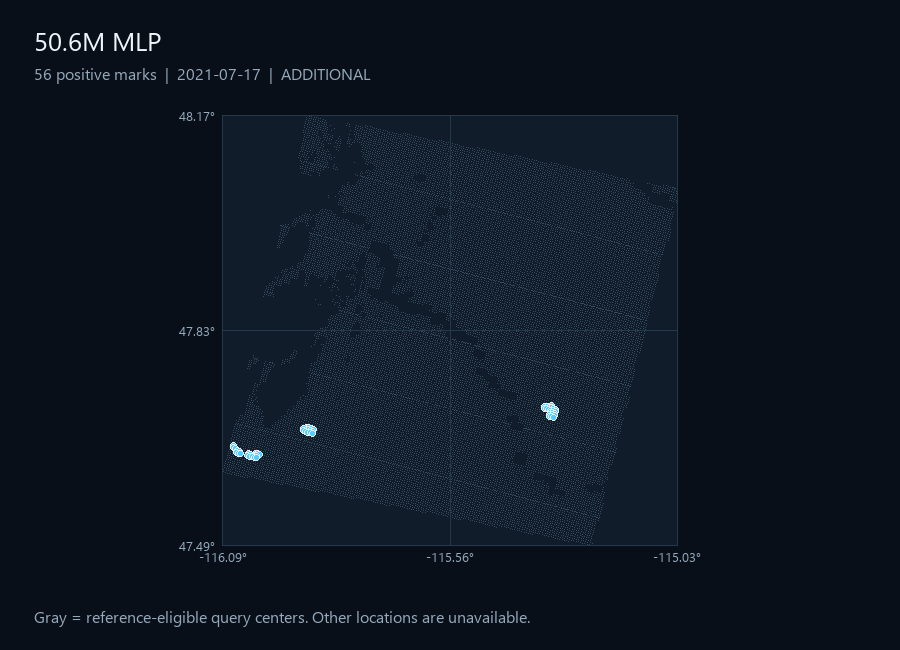 50.6M MLP
56 positive marks | 2021-07-17 | ADDITIONAL
48.17°
47.83°
47.49°
-116.09°
-115.56°
-115.03°
Gray = reference-eligible query centers. Other locations are unavailable.